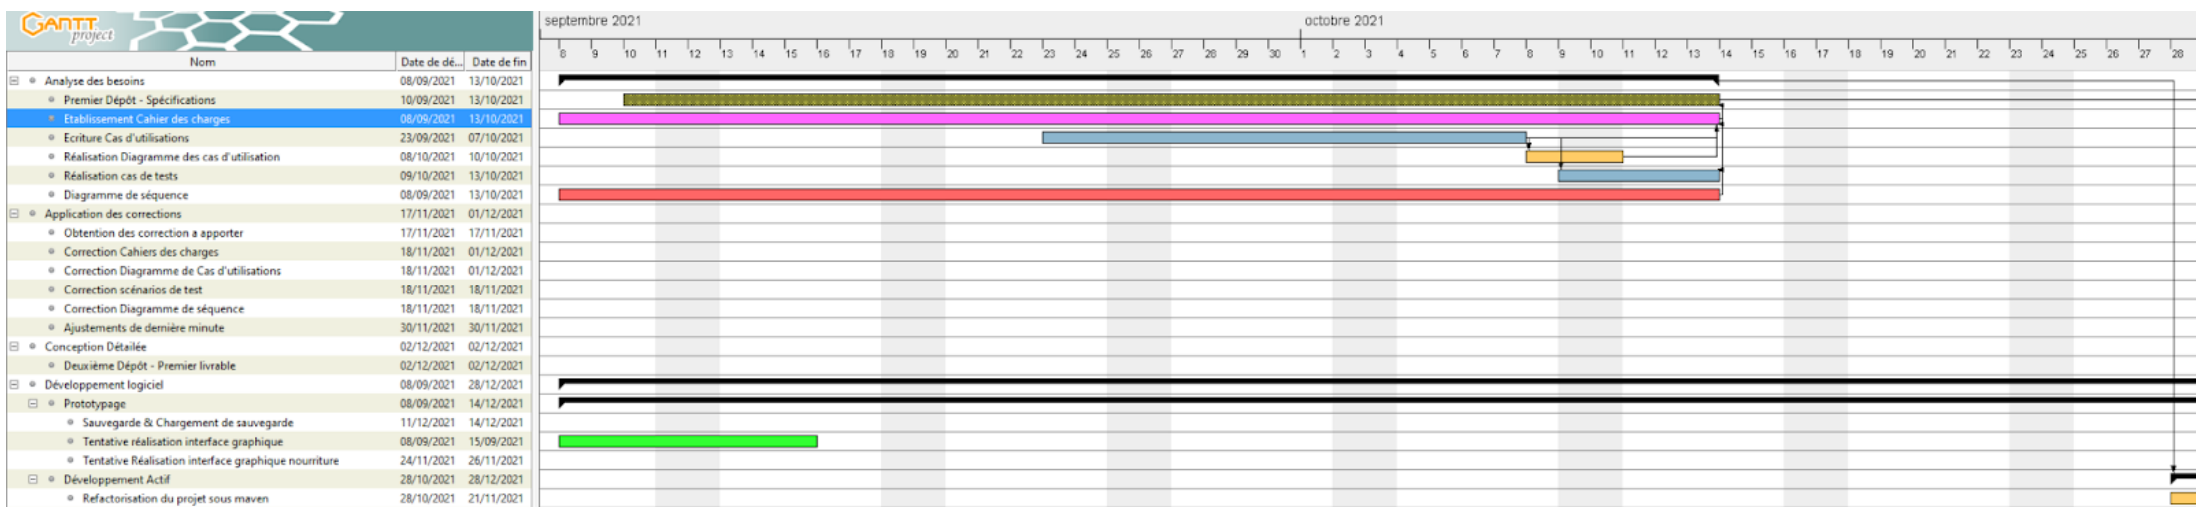 GANTT
project
septembre 2021 octobre 2021
8 9 10 11 12 13 14 15 16 17 18 19 20 21 22 23 24 25 26 27 28 29 30 1 2 3 4 5 6 7 8 9 10 11 12 13 14 15 16 17 18 19 20 21 22 23 24 25 26 27 28
Nom Date de dé... Date de fin
Analyse des besoins 08/09/2021 13/10/2021
Premier Dépôt - Spécifications 10/09/2021 13/10/2021
Etablissement Cahier des charges 08/09/2021 13/10/2021
Ecriture Cas d'utilisations 23/09/2021 07/10/2021
Réalisation Diagramme des cas d'utilisation 08/10/2021 10/10/2021
Réalisation cas de tests 09/10/2021 13/10/2021
Diagramme de séquence 08/09/2021 13/10/2021
Application des corrections 17/11/2021 01/12/2021
Obtention des correction a apporter 17/11/2021 17/11/2021
Correction Cahiers des charges 18/11/2021 01/12/2021
Correction Diagramme de Cas d'utilisations 18/11/2021 01/12/2021
Correction scénarios de test 18/11/2021 18/11/2021
Correction Diagramme de séquence 18/11/2021 18/11/2021
Ajustements de dernière minute 30/11/2021 30/11/2021
Conception Détailée 02/12/2021 02/12/2021
Deuxième Dépôt - Premier livrable 02/12/2021 02/12/2021
Développement logiciel 08/09/2021 28/12/2021
Prototypage 08/09/2021 14/12/2021
Sauvegarde & Chargement de sauvegarde 11/12/2021 14/12/2021
Tentative réalisation interface graphique 08/09/2021 15/09/2021
Tentative Réalisation interface graphique nourriture 24/11/2021 26/11/2021
Développement Actif 28/10/2021 28/12/2021
Refactorisation du projet sous maven 28/10/2021 21/11/2021